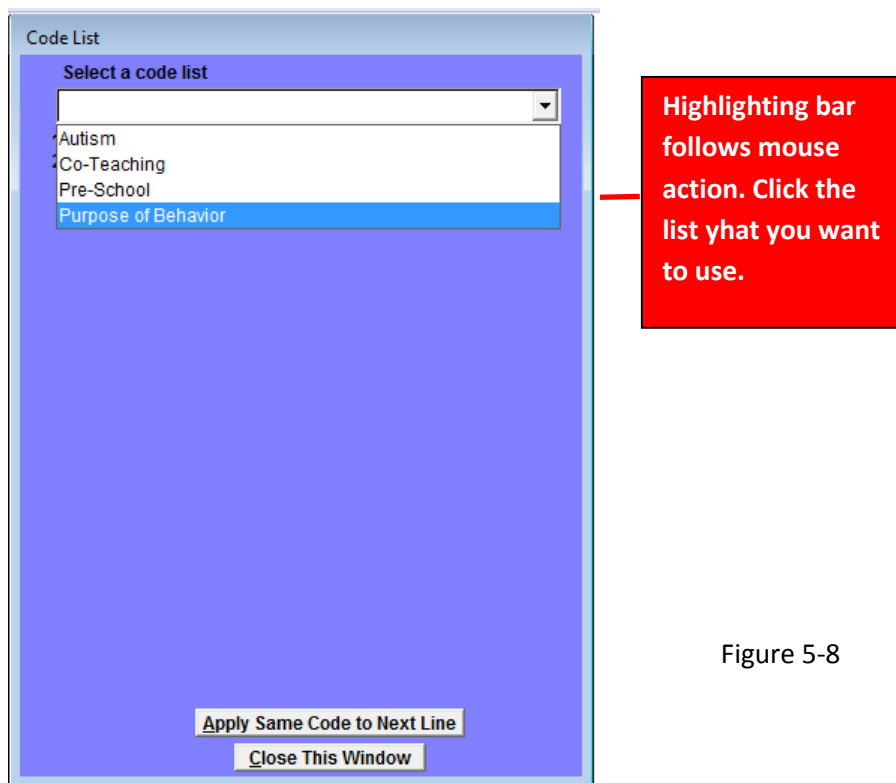 Code List
Select a code list
Autism
Co-Teaching
Pre-School
Purpose of Behavior
Highlighting bar
follows mouse
action. Click the
list yhat you want
to use.
Figure 5-8
Apply Same Code to Next Line
Close This Window